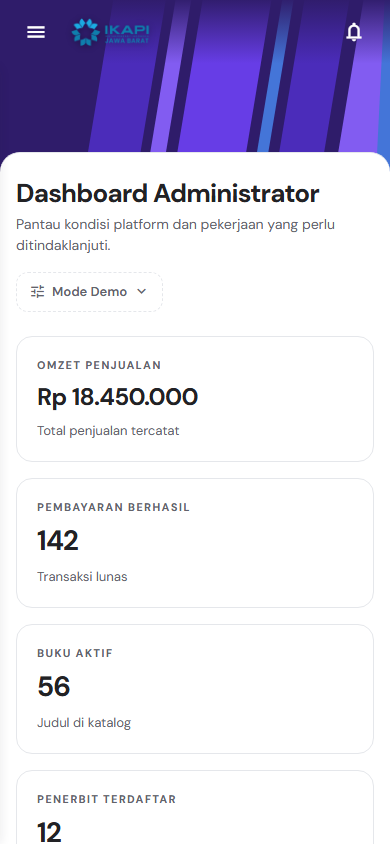 IKAPI
JAWA BARAT
Dashboard Administrator
Pantau kondisi platform dan pekerjaan yang perlu
ditindaklanjuti.
Mode Demo
OMZET PENJUALAN
Rp 18.450.000
Total penjualan tercatat
PEMBAYARAN BERHASIL
142
Transaksi lunas
BUKU AKTIF
56
Judul di katalog
PENERBIT TERDAFTAR
12